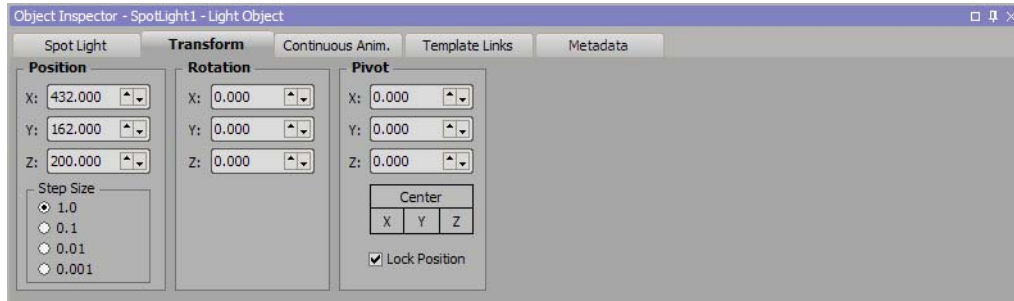 Object Inspector - SpotLight1 - Light Object
Spot Light
Transform
Continuous Anim.
Template Links
Metadata
Position
X: 432.000
Y: 162.000
Z: 200.000
Step Size
1.0
0.1
0.01
0.001
Rotation
X: 0.000
Y: 0.000
Z: 0.000
Pivot
X: 0.000
Y: 0.000
Z: 0.000
Center
X Y Z
Lock Position